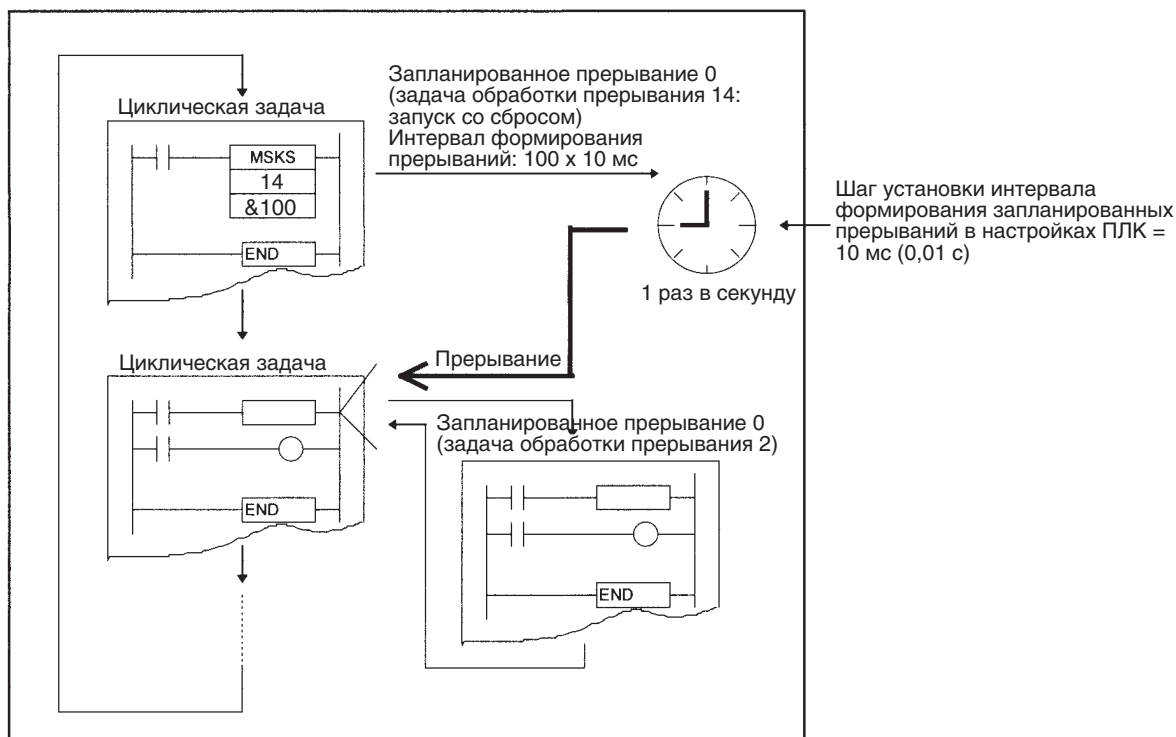 Запланированное прерывание 0
(задача обработки прерывания 14:
запуск со сбросом)
Интервал формирования
прерываний: 100 x 10 мс
Циклическая задача
MSKS
14
&100
END
Шаг установки интервала
формирования запланированных
прерываний в настройках ПЛК =
10 мс (0,01 с)
1 раз в секунду
Циклическая задача
Прерывание
END
Запланированное прерывание 0
(задача обработки прерывания 2)
END